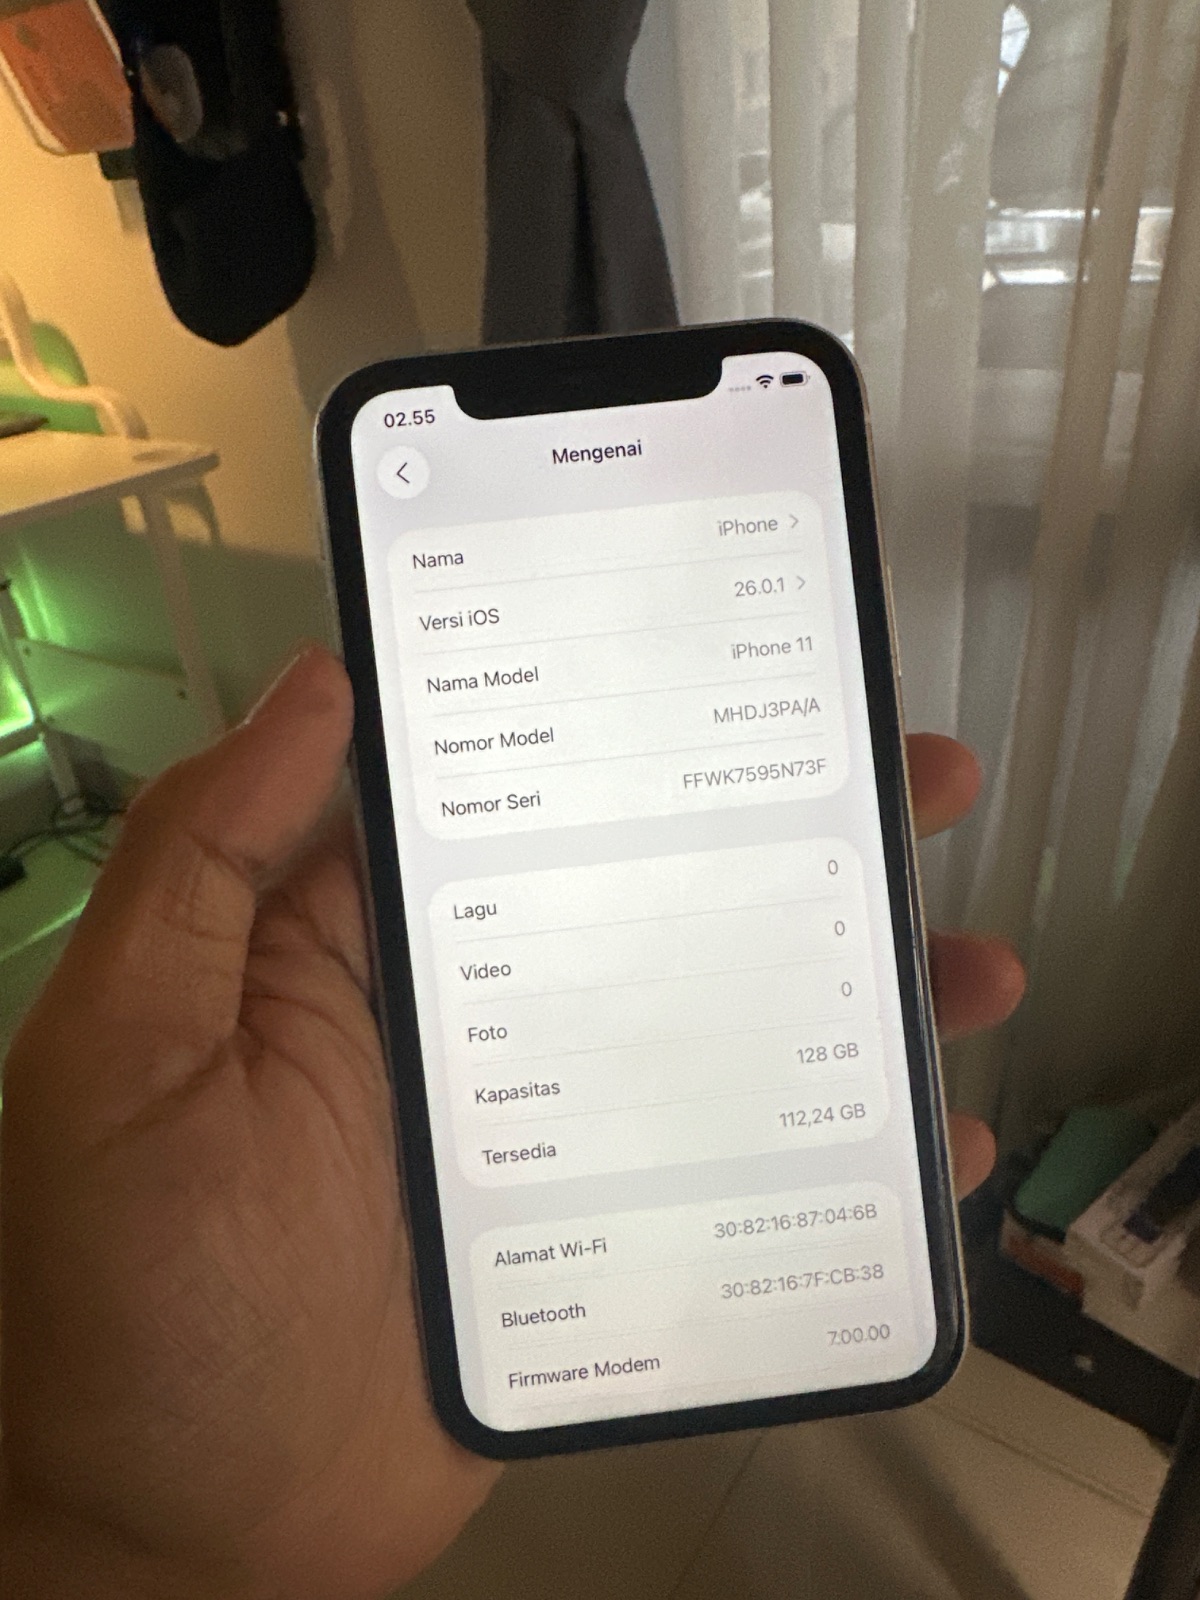 02.55
Mengenai
Nama iPhone
Versi iOS 26.0.1
Nama Model iPhone 11
Nomor Model MHDJ3PA/A
Nomor Seri FFWK7595N73F
Lagu 0
Video 0
Foto 0
Kapasitas 128 GB
Tersedia 112,24 GB
Alamat Wi-Fi 30:82:16:87:04:6B
Bluetooth 30:82:16:7F:CB:38
Firmware Modem 7.00.00